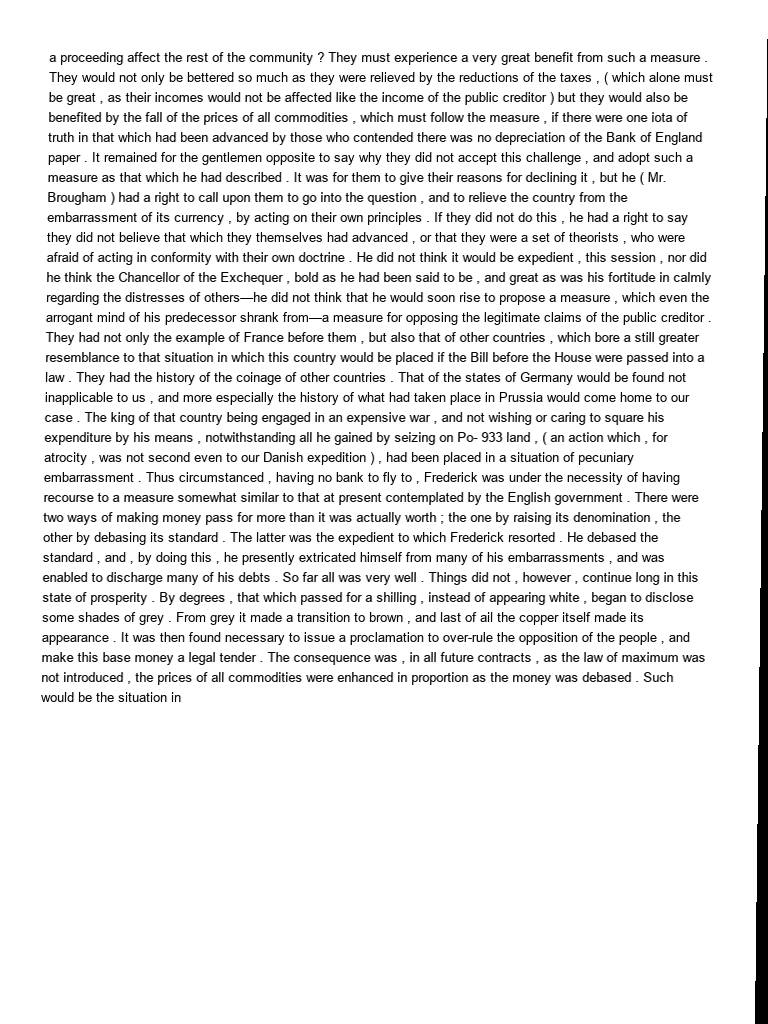 a proceeding affect the rest of the community ? They must experience a very great benefit from such a measure .
They would not only be bettered so much as they were relieved by the reductions of the taxes , ( which alone must
be great , as their incomes would not be affected like the income of the public creditor ) but they would also be
benefited by the fall of the prices of all commodities , which must follow the measure , if there were one iota of
truth in that which had been advanced by those who contended there was no depreciation of the Bank of England
paper . It remained for the gentlemen opposite to say why they did not accept this challenge , and adopt such a
measure as that which he had described . It was for them to give their reasons for declining it , but he ( Mr.
Brougham ) had a right to call upon them to go into the question , and to relieve the country from the
embarrassment of its currency , by acting on their own principles . If they did not do this , he had a right to say
they did not believe that which they themselves had advanced , or that they were a set of theorists , who were
afraid of acting in conformity with their own doctrine . He did not think it would be expedient , this session , nor did
he think the Chancellor of the Exchequer , bold as he had been said to be , and great as was his fortitude in calmly
regarding the distresses of others—he did not think that he would soon rise to propose a measure , which even the
arrogant mind of his predecessor shrank from—a measure for opposing the legitimate claims of the public creditor .
They had not only the example of France before them , but also that of other countries , which bore a still greater
resemblance to that situation in which this country would be placed if the Bill before the House were passed into a
law . They had the history of the coinage of other countries . That of the states of Germany would be found not
inapplicable to us , and more especially the history of what had taken place in Prussia would come home to our
case . The king of that country being engaged in an expensive war , and not wishing or caring to square his
expenditure by his means , notwithstanding all he gained by seizing on Po- 933 land , ( an action which , for
atrocity , was not second even to our Danish expedition ) , had been placed in a situation of pecuniary
embarrassment . Thus circumstanced , having no bank to fly to , Frederick was under the necessity of having
recourse to a measure somewhat similar to that at present contemplated by the English government . There were
two ways of making money pass for more than it was actually worth ; the one by raising its denomination , the
other by debasing its standard . The latter was the expedient to which Frederick resorted . He debased the
standard , and , by doing this , he presently extricated himself from many of his embarrassments , and was
enabled to discharge many of his debts . So far all was very well . Things did not , however , continue long in this
state of prosperity . By degrees , that which passed for a shilling , instead of appearing white , began to disclose
some shades of grey . From grey it made a transition to brown , and last of ail the copper itself made its
appearance . It was then found necessary to issue a proclamation to over-rule the opposition of the people , and
make this base money a legal tender . The consequence was , in all future contracts , as the law of maximum was
not introduced , the prices of all commodities were enhanced in proportion as the money was debased . Such
would be the situation in